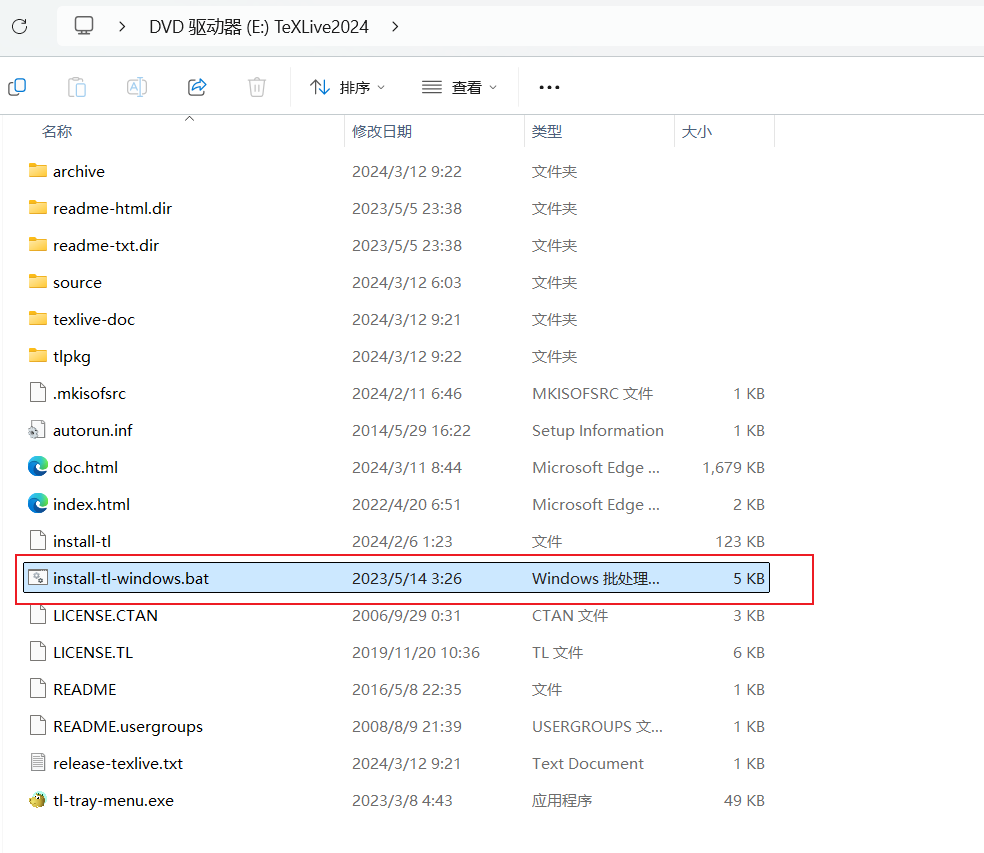 DVD 驱动器 (E:) TeXLive2024
排序 查看
名称 修改日期 类型 大小
archive 2024/3/12 9:22 文件夹
readme-html.dir 2023/5/5 23:38 文件夹
readme-txt.dir 2023/5/5 23:38 文件夹
source 2024/3/12 6:03 文件夹
texlive-doc 2024/3/12 9:21 文件夹
tlpkg 2024/3/12 9:22 文件夹
.mkisofsrc 2024/2/11 6:46 MKISOFSRC 文件 1 KB
autorun.inf 2014/5/29 16:22 Setup Information 1 KB
doc.html 2024/3/11 8:44 Microsoft Edge ... 1,679 KB
index.html 2022/4/20 6:51 Microsoft Edge ... 2 KB
install-tl 2024/2/6 1:23 文件 123 KB
install-tl-windows.bat 2023/5/14 3:26 Windows 批处理... 5 KB
LICENSE.CTAN 2006/9/29 0:31 CTAN 文件 3 KB
LICENSE.TL 2019/11/20 10:36 TL 文件 6 KB
README 2016/5/8 22:35 文件 1 KB
README.usergroups 2008/8/9 21:39 USERGROUPS 文... 1 KB
release-texlive.txt 2024/3/12 9:21 Text Document 1 KB
tl-tray-menu.exe 2023/3/8 4:43 应用程序 49 KB